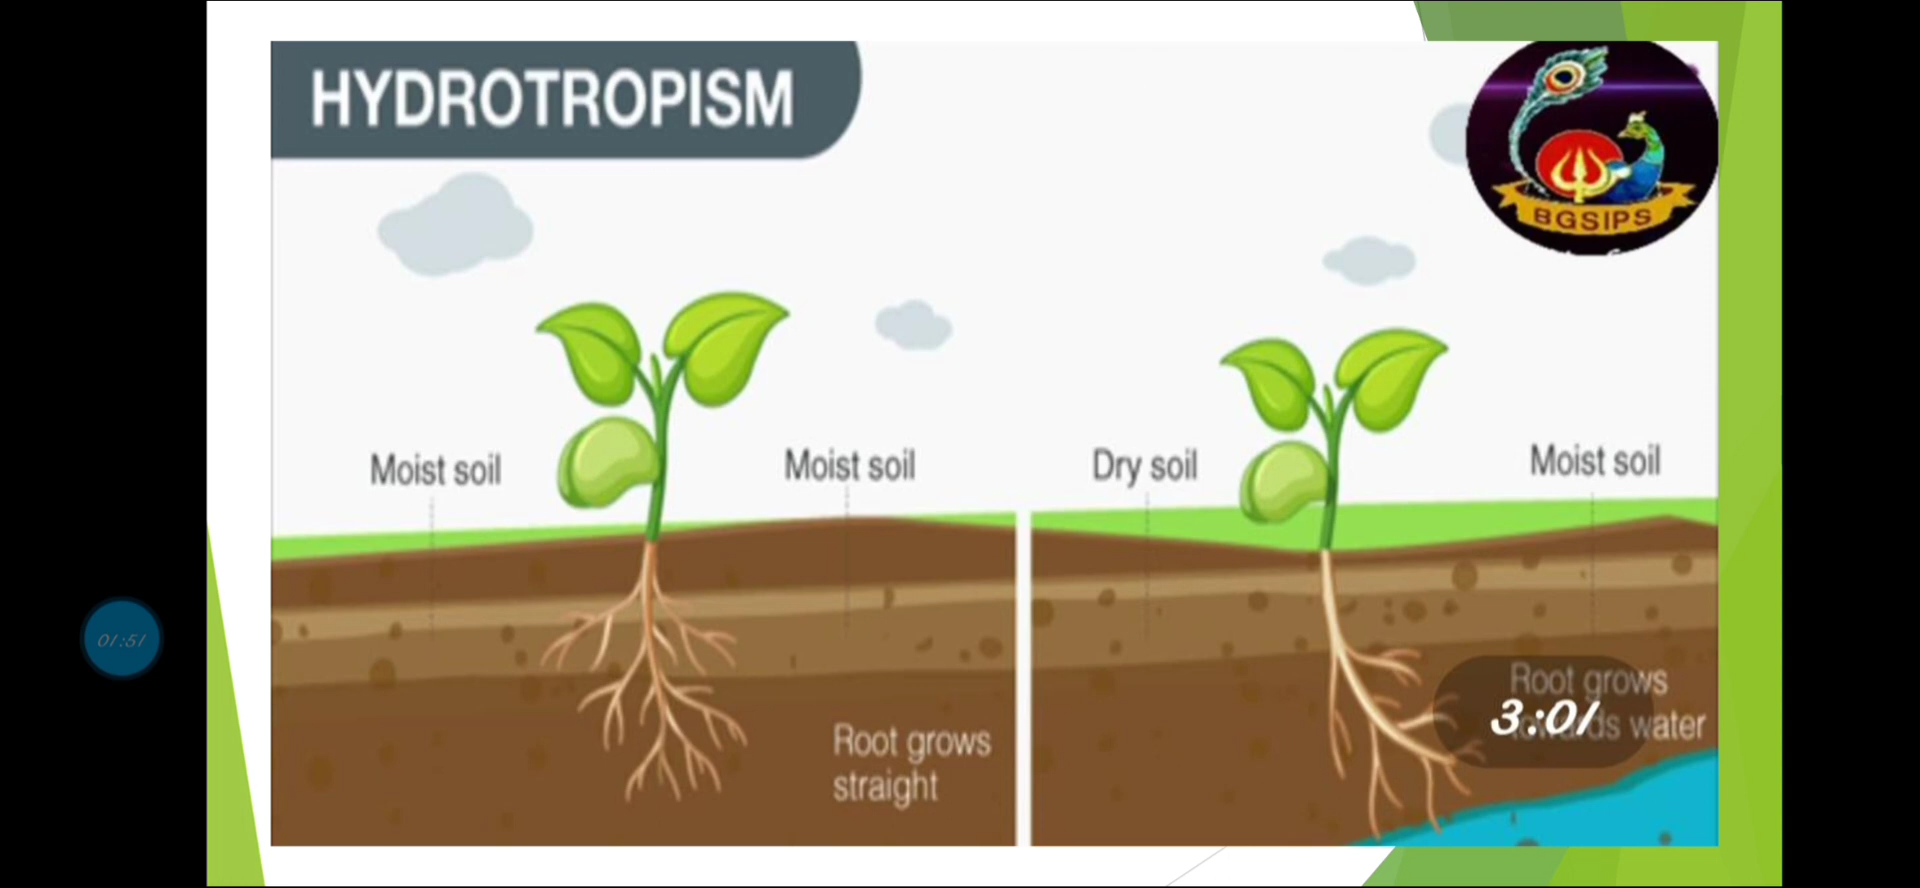 HYDROTROPISM
BGSIPS
Moist soil
Moist soil
Dry soil
Moist soil
01:51
Root grows
straight
Root grows
towards water
3:01